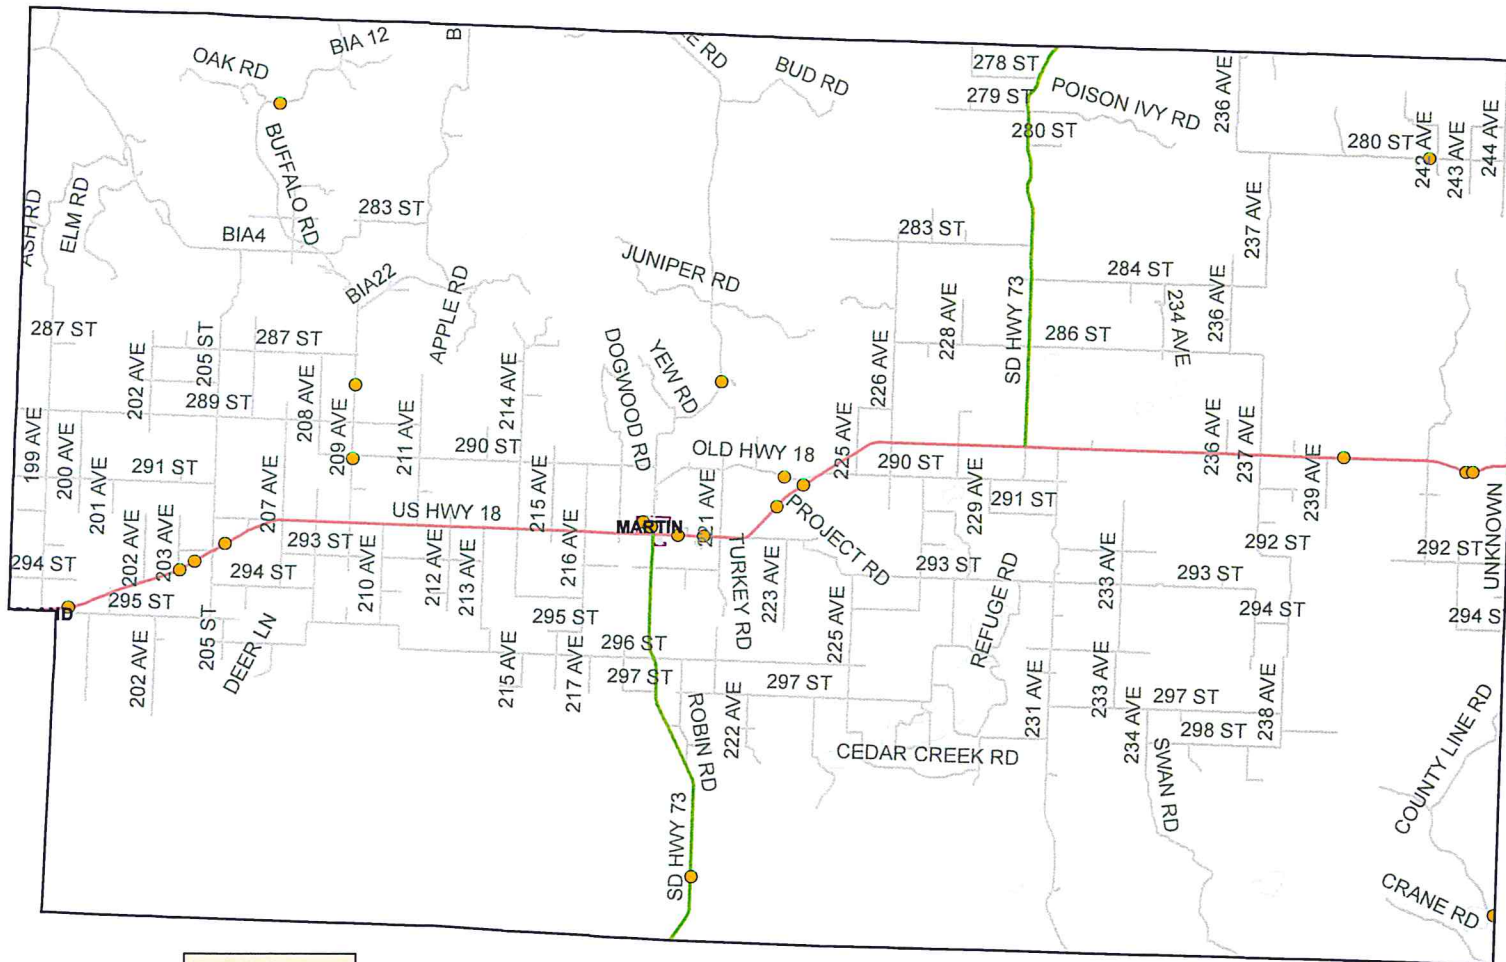 B
BIA 12
E RD
OAK RD
BUD RD
278 ST
279 ST
POISON IVY RD
236 AVE
280 ST
280 ST
242 AVE
243 AVE
244 AVE
BUFFALO RD
ELM RD
ASH RD
283 ST
BIA4
283 ST
237 AVE
JUNIPER RD
BIA22
284 ST
APPLE RD
228 AVE
SD HWY 73
234 AVE
236 AVE
287 ST
205 ST
287 ST
286 ST
202 AVE
214 AVE
DOGWOOD RD
YEW RD
226 AVE
289 ST
208 AVE
209 AVE
211 AVE
199 AVE
200 AVE
290 ST
OLD HWY 18
225 AVE
290 ST
236 AVE
237 AVE
239 AVE
201 AVE
291 ST
207 AVE
215 AVE
221 AVE
229 AVE
291 ST
US HWY 18
MARTIN
PROJECT RD
202 AVE
203 AVE
293 ST
210 AVE
212 AVE
213 AVE
216 AVE
TURKEY RD
223 AVE
293 ST
REFUGE RD
233 AVE
293 ST
292 ST
292 ST
UNKNOWN
294 ST
294 ST
295 ST
ID
205 ST
DEER LN
295 ST
225 AVE
294 ST
294 S
202 AVE
296 ST
215 AVE
217 AVE
297 ST
ROBIN RD
222 AVE
297 ST
231 AVE
233 AVE
234 AVE
297 ST
238 AVE
298 ST
CEDAR CREEK RD
SWAN RD
COUNTY LINE RD
SD HWY 73
CRANE RD